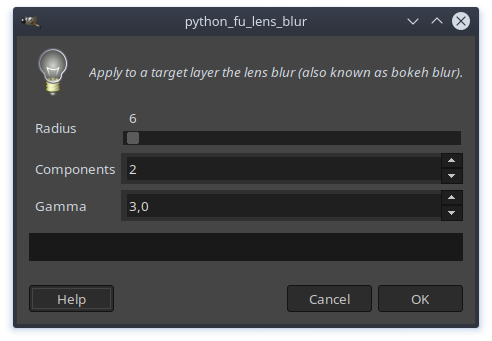 python_fu_lens_blur
Apply to a target layer the lens blur (also known as bokeh blur).
Radius
6
Components
2
Gamma
3,0
Help
Cancel
OK